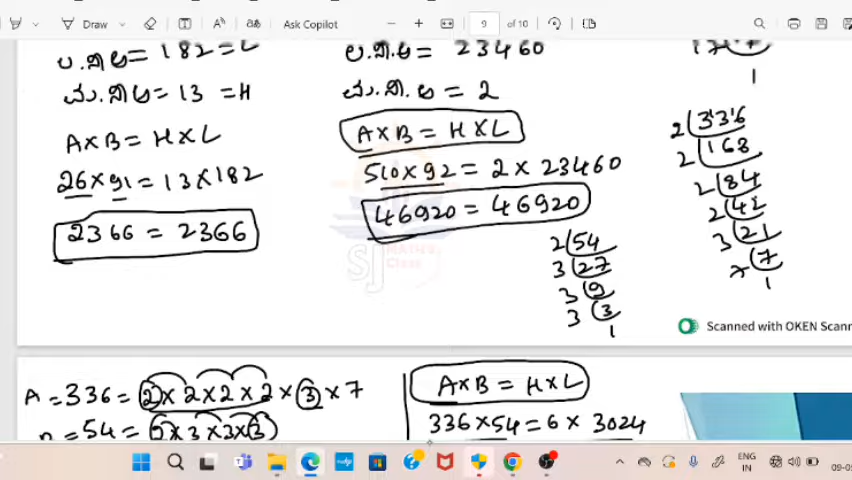 Draw
Ask Copilot
9 of 10
ಲ.ಸಾ.ಅ = 182 = L
ಮ.ಸಾ.ಅ = 13 = H
A×B = H×L
26×91 = 13×182
2366 = 2366
ಲ.ಸಾ.ಅ = 23460
ಮ.ಸಾ.ಅ = 2
A×B = H×L
510×92 = 2 × 23460
46920 = 46920
2 54
3 27
3 9
3 3
1
1
2 336
2 168
2 84
2 42
3 21
7 7
1
SJ
Scanned with OKEN Scann
A = 336 = 2×2×2×2×3×7
= 54 = 2×3×3×3
A×B = H×L
336×54 = 6 × 3024
ENG
IN